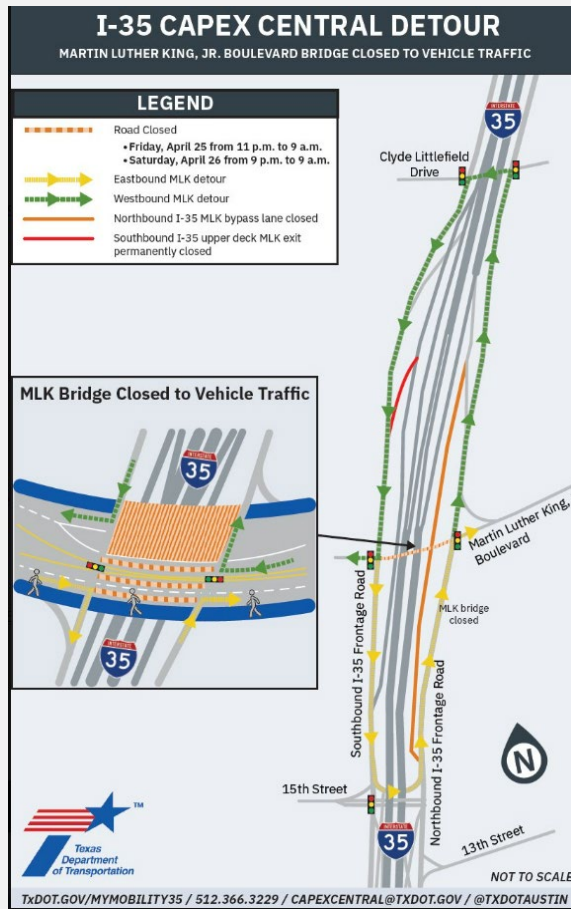 I-35 CAPEX CENTRAL DETOUR
MARTIN LUTHER KING, JR. BOULEVARD BRIDGE CLOSED TO VEHICLE TRAFFIC
LEGEND
Road Closed
• Friday, April 25 from 11 p.m. to 9 a.m.
• Saturday, April 26 from 9 p.m. to 9 a.m.
Eastbound MLK detour
Westbound MLK detour
Northbound I-35 MLK bypass lane closed
Southbound I-35 upper deck MLK exit
permanently closed
INTERSTATE
35
Clyde Littlefield
Drive
MLK Bridge Closed to Vehicle Traffic
INTERSTATE
35
INTERSTATE
35
Martin Luther King, Jr.
Boulevard
MLK bridge
closed
Southbound I-35 Frontage Road
Northbound I-35 Frontage Road
15th Street
13th Street
INTERSTATE
35
N
TM
Texas
Department
of Transportation
NOT TO SCALE
TxDOT.GOV/MYMOBILITY35 / 512.366.3229 / CAPEXCENTRAL@TXDOT.GOV / @TXDOTAUSTIN